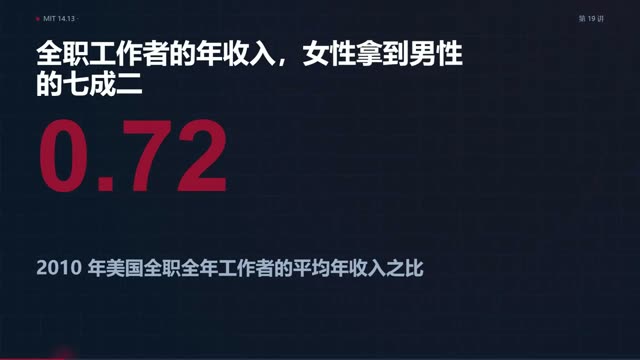 MIT 14.13 ·
第 19 讲
全职工作者的年收入，女性拿到男性
的七成二
0.72
2010 年美国全职全年工作者的平均年收入之比